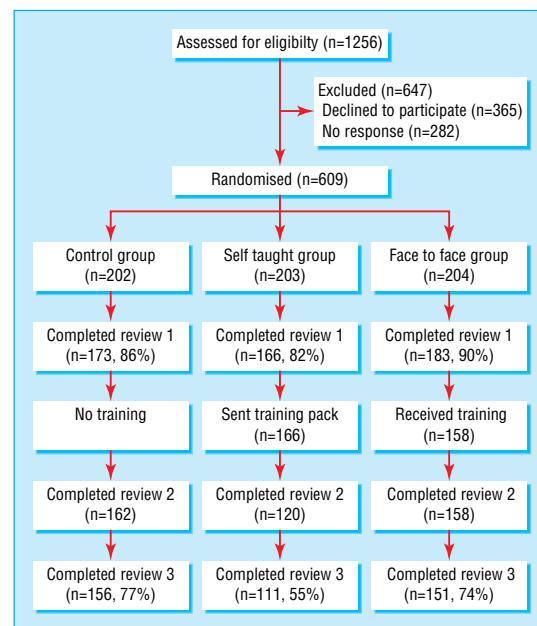 Assessed for eligibilty (n=1256)
Excluded (n=647)
Declined to participate (n=365)
No response (n=282)
Randomised (n=609)
Control group
(n=202)
Self taught group
(n=203)
Face to face group
(n=204)
Completed review 1
(n=173, 86%)
Completed review 1
(n=166, 82%)
Completed review 1
(n=183, 90%)
No training
Sent training pack
(n=166)
Received training
(n=158)
Completed review 2
(n=162)
Completed review 2
(n=120)
Completed review 2
(n=158)
Completed review 3
(n=156, 77%)
Completed review 3
(n=111, 55%)
Completed review 3
(n=151, 74%)